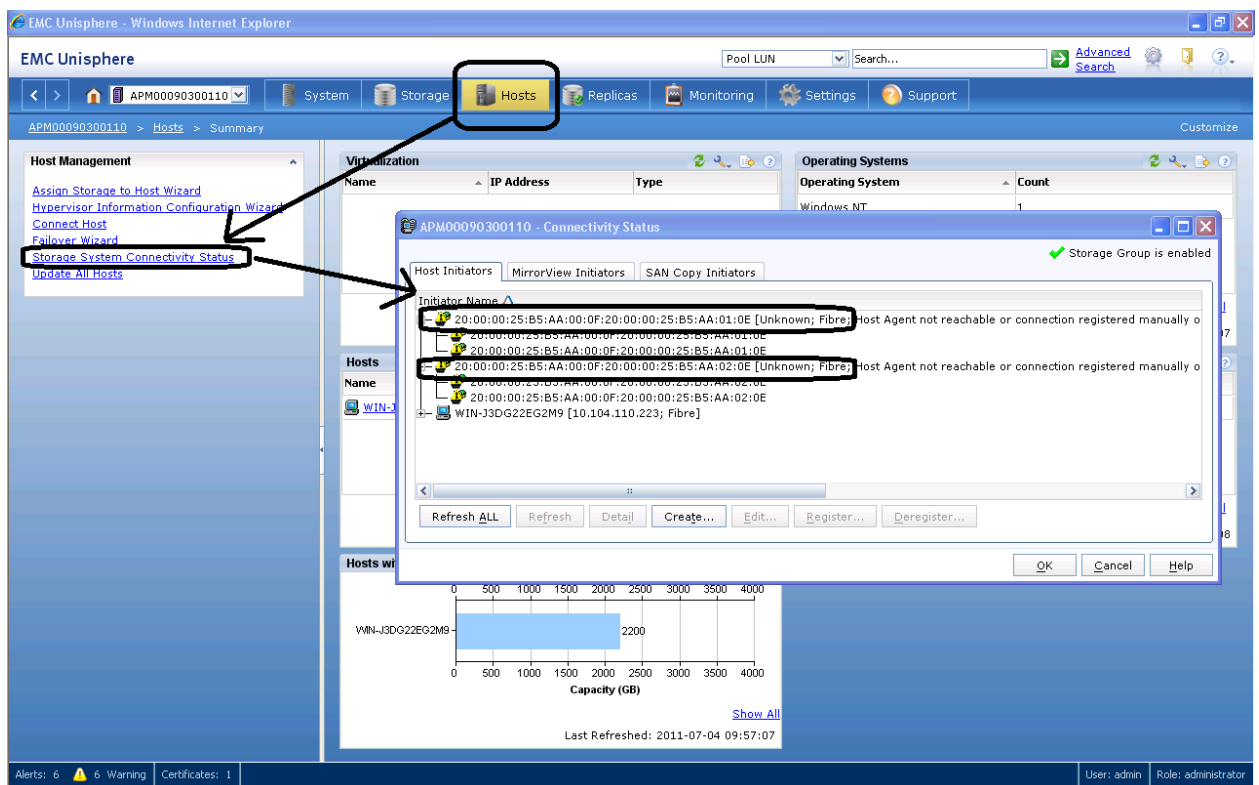 EMC Unisphere - Windows Internet Explorer
EMC Unisphere
Pool LUN
Search...
Advanced Search
APM00090300110
System
Storage
Hosts
Replicas
Monitoring
Settings
Support
APM00090300110 > Hosts > Summary
Customize
Host Management
Assign Storage to Host Wizard
Hypervisor Information Configuration Wizard
Connect Host
Failover Wizard
Storage System Connectivity Status
Update All Hosts
Virtualization
Name
IP Address
Type
Operating Systems
Operating System
Count
Windows NT
1
APM00090300110 - Connectivity Status
Storage Group is enabled
Host Initiators
MirrorView Initiators
SAN Copy Initiators
Initiator Name
20:00:00:25:B5:AA:00:0F:20:00:00:25:B5:AA:01:0E [Unknown; Fibre; Host Agent not reachable or connection registered manually o
20:00:00:25:B5:AA:00:0F:20:00:00:25:B5:AA:01:0E
20:00:00:25:B5:AA:00:0F:20:00:00:25:B5:AA:01:0E
20:00:00:25:B5:AA:00:0F:20:00:00:25:B5:AA:02:0E [Unknown; Fibre; Host Agent not reachable or connection registered manually o
20:00:00:25:B5:AA:00:0F:20:00:00:25:B5:AA:02:0E
20:00:00:25:B5:AA:00:0F:20:00:00:25:B5:AA:02:0E
WIN-J3DG22EG2M9 [10.104.110.223; Fibre]
Refresh ALL
Refresh
Detail
Create...
Edit...
Register...
Deregister...
OK
Cancel
Help
Hosts
Name
WIN-J
Hosts wi
0 500 1000 1500 2000 2500 3000 3500 4000
WIN-J3DG22EG2M9
2200
0 500 1000 1500 2000 2500 3000 3500 4000
Capacity (GB)
Show All
Last Refreshed: 2011-07-04 09:57:07
Alerts: 6
6 Warning
Certificates: 1
User: admin
Role: administrator